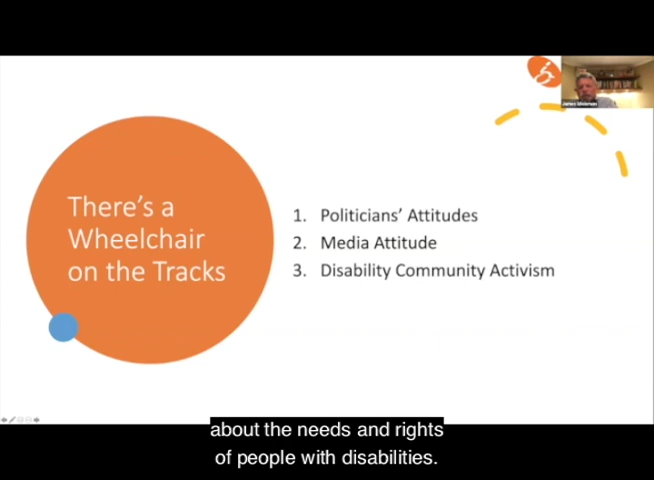 There's a
Wheelchair
on the Tracks
1. Politicians' Attitudes
2. Media Attitude
3. Disability Community Activism
about the needs and rights
of people with disabilities.